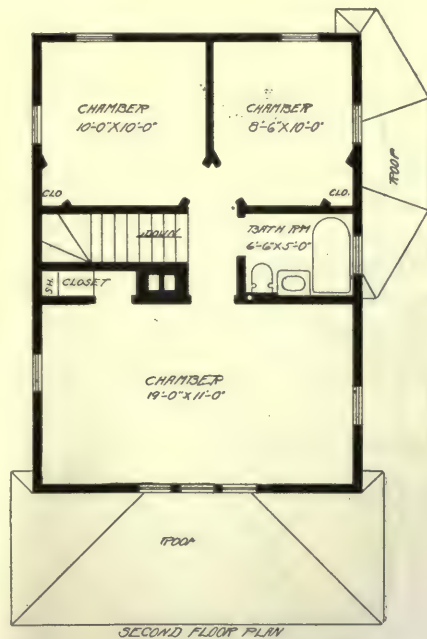 CHAMBER
10'-0"X10'-0"
CHAMBER
8'-6"X10'-0"
ROOF
CLO.
CLO.
DOWN
BATH RM
6'-6"X5'-0"
S.H.
CLOSET
CHAMBER
19'-0"X11'-0"
ROOF
SECOND FLOOR PLAN